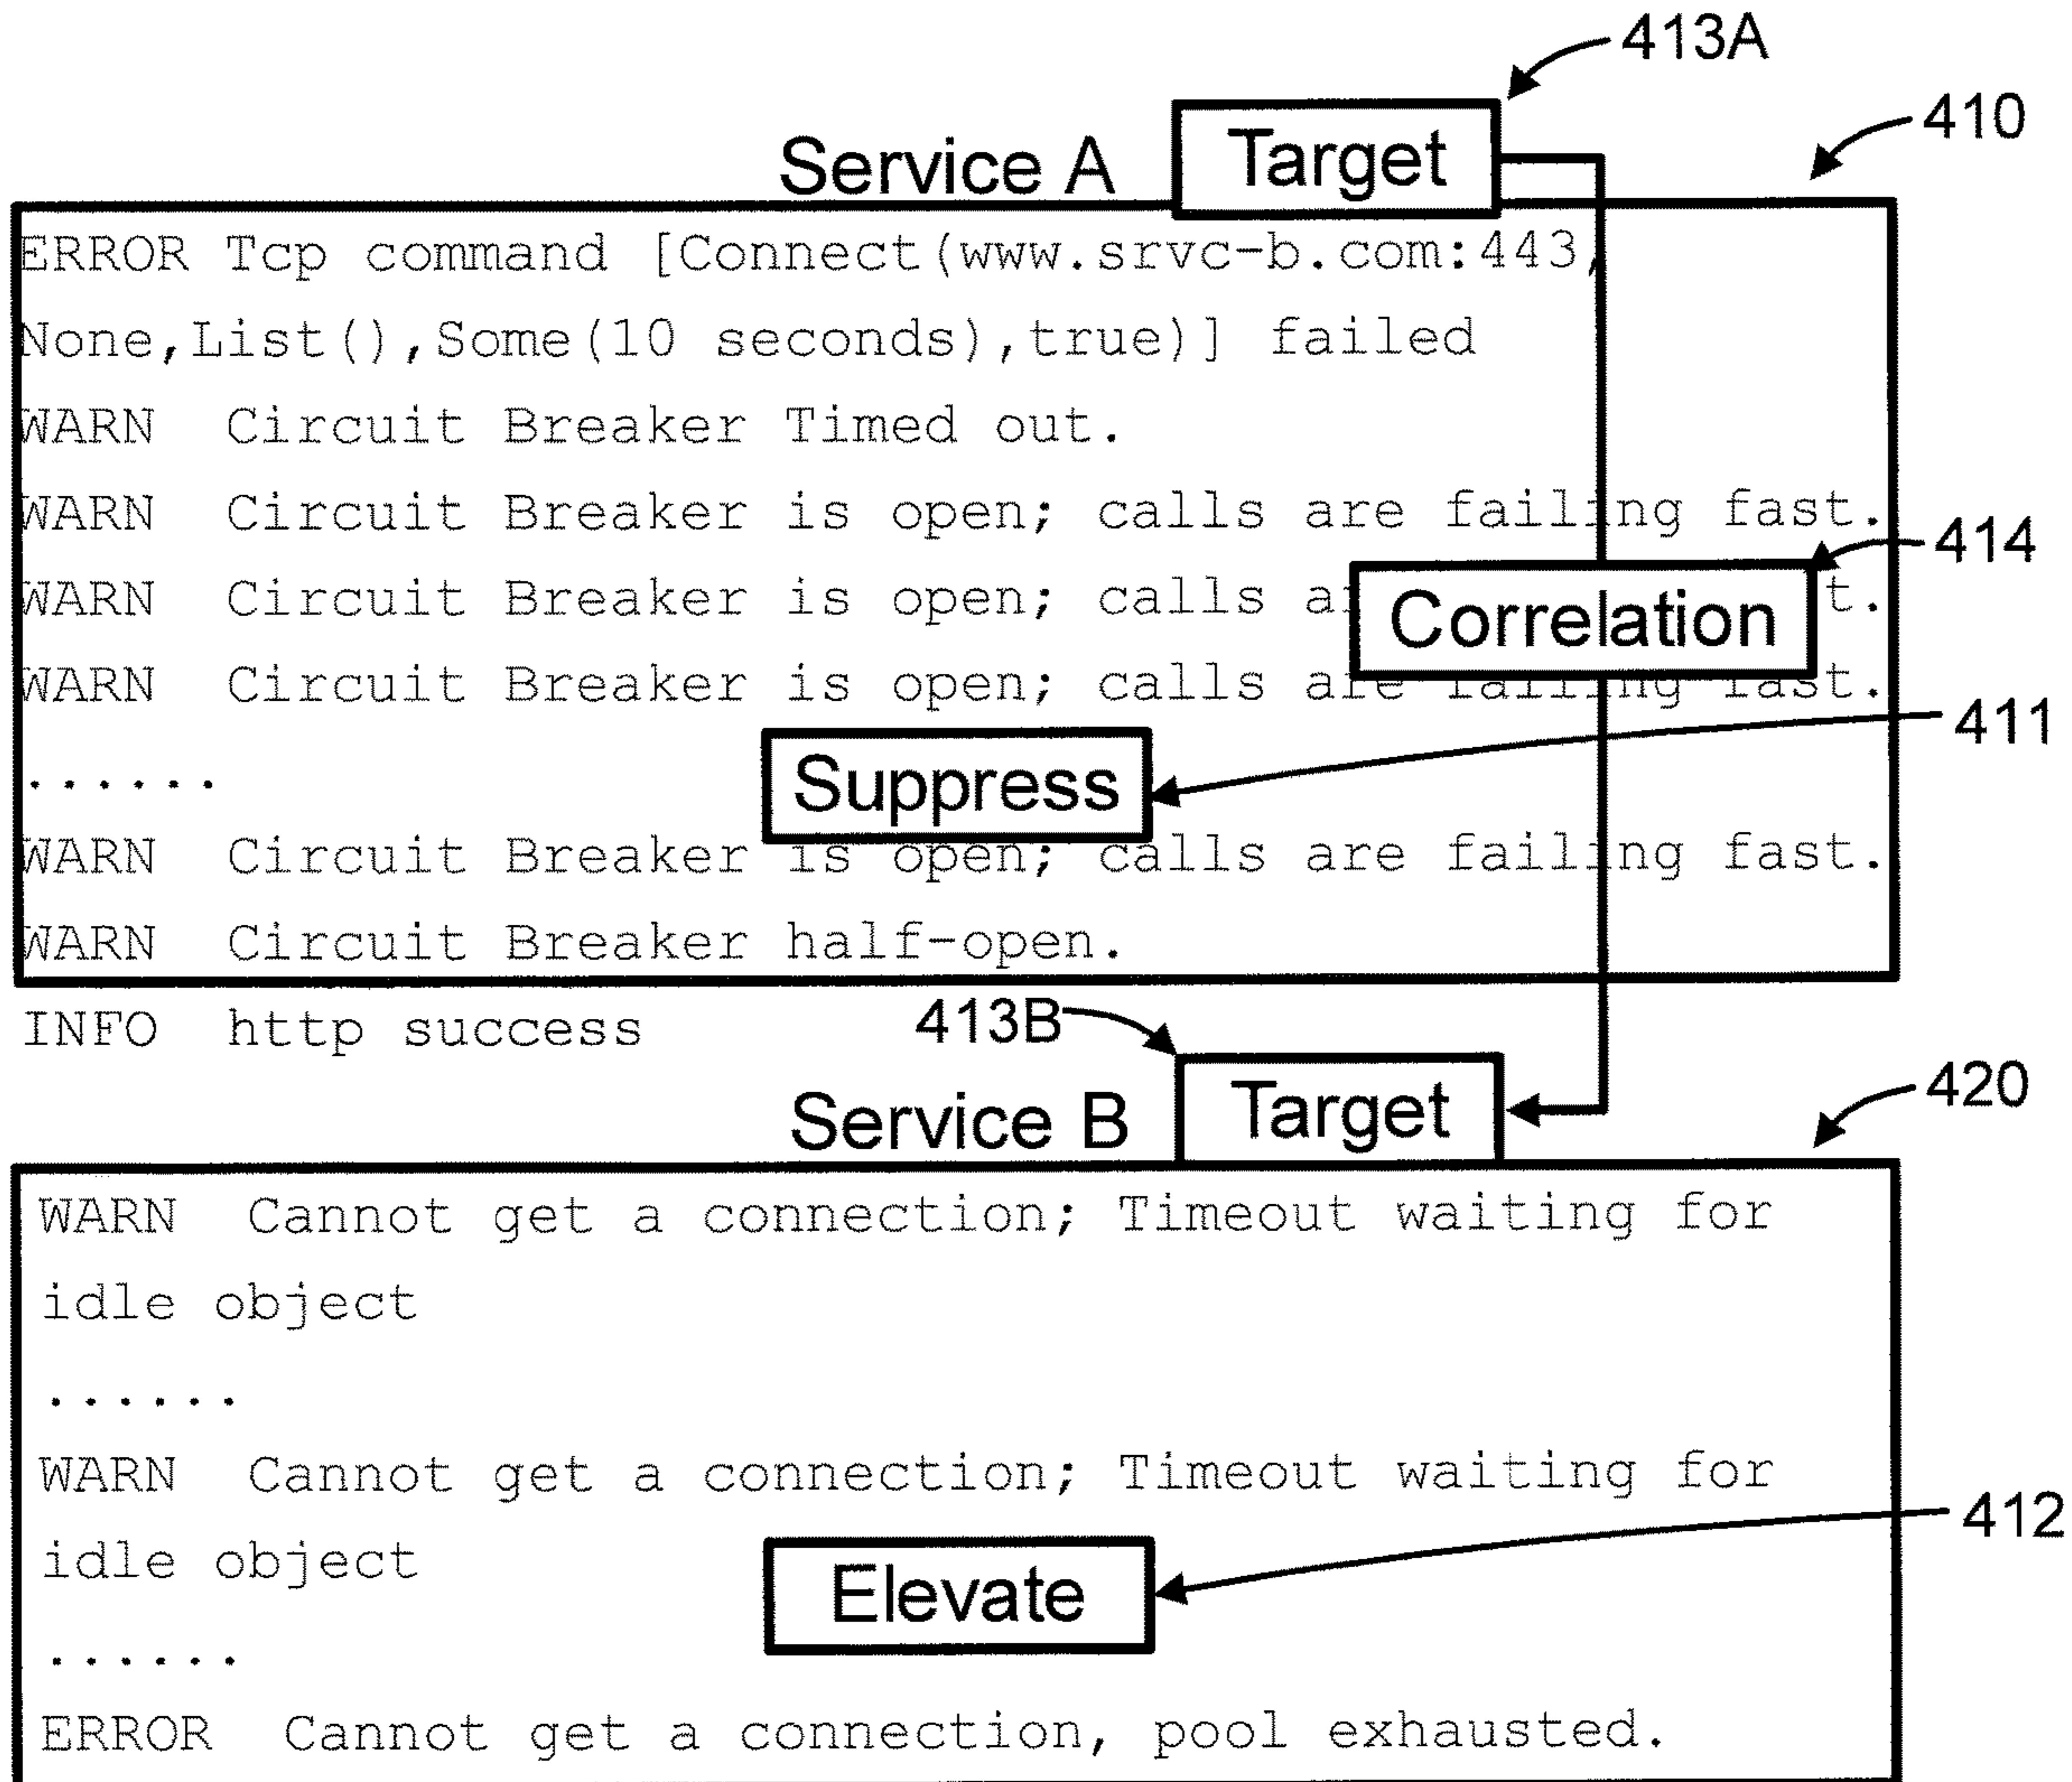 413A
410
Service A Target
ERROR Tcp command [Connect(www.srvc-b.com:443,
None,List(),Some(10 seconds),true)] failed
WARN Circuit Breaker Timed out.
WARN Circuit Breaker is open; calls are failing fast.
414
WARN Circuit Breaker is open; calls
Correlation
WARN Circuit Breaker is open; calls are failing fast.
411
Suppress
......
WARN Circuit Breaker is open; calls are failing fast.
WARN Circuit Breaker half-open.
INFO http success
413B
420
Service B Target
WARN Cannot get a connection; Timeout waiting for
idle object
......
WARN Cannot get a connection; Timeout waiting for
412
idle object
Elevate
......
ERROR Cannot get a connection, pool exhausted.